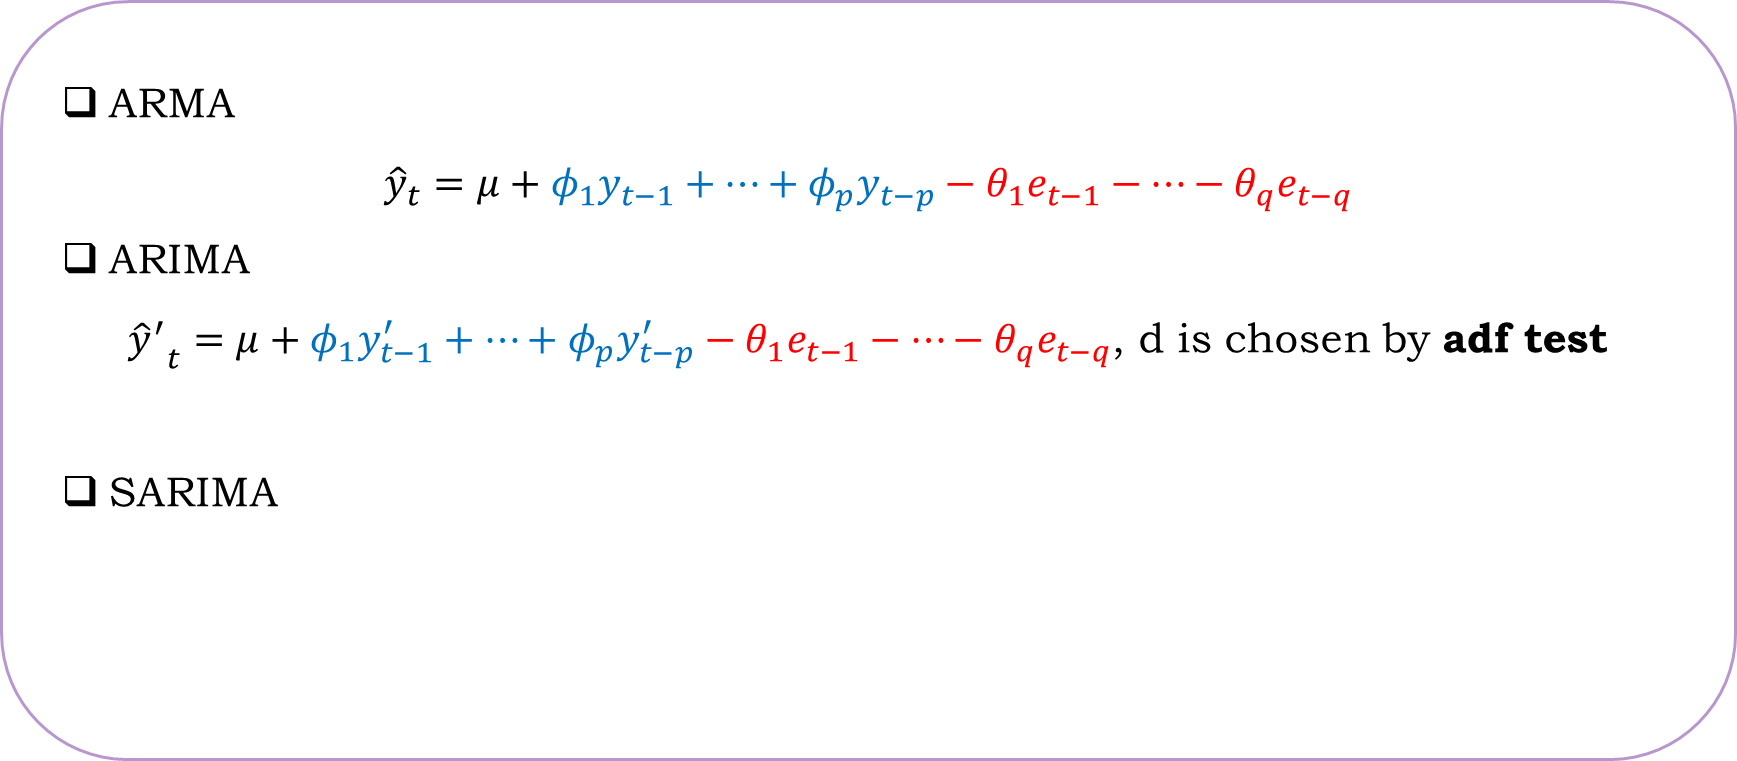 ❑ ARMA
ŷ_t = μ + ϕ_1 y_{t−1} + ⋯ + ϕ_p y_{t−p} − θ_1 e_{t−1} − ⋯ − θ_q e_{t−q}
❑ ARIMA
ŷ′_t = μ + ϕ_1 y′_{t−1} + ⋯ + ϕ_p y′_{t−p} − θ_1 e_{t−1} − ⋯ − θ_q e_{t−q}, d is chosen by adf test
❑ SARIMA